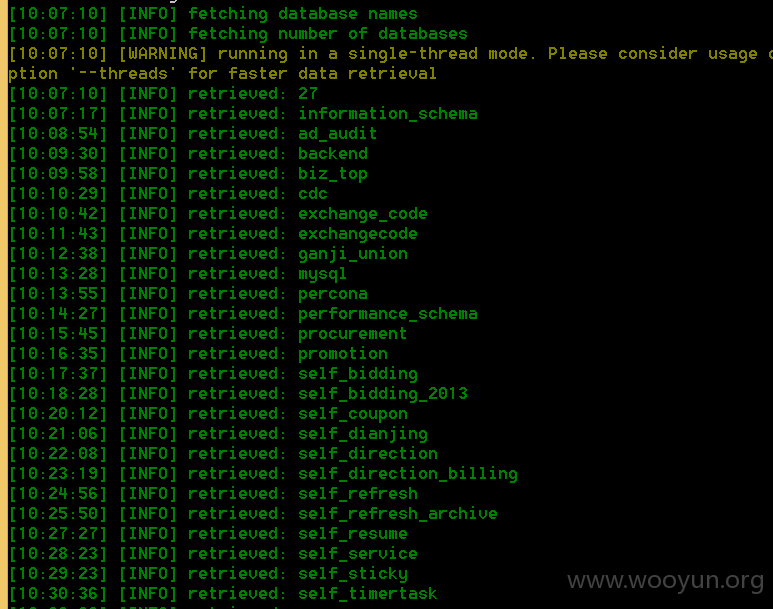 [10:07:10] [INFO] fetching database names
[10:07:10] [INFO] fetching number of databases
[10:07:10] [WARNING] running in a single-thread mode. Please consider usage o
ption '--threads' for faster data retrieval
[10:07:10] [INFO] retrieved: 27
[10:07:17] [INFO] retrieved: information_schema
[10:08:54] [INFO] retrieved: ad_audit
[10:09:30] [INFO] retrieved: backend
[10:09:58] [INFO] retrieved: biz_top
[10:10:29] [INFO] retrieved: cdc
[10:10:42] [INFO] retrieved: exchange_code
[10:11:43] [INFO] retrieved: exchangecode
[10:12:38] [INFO] retrieved: ganji_union
[10:13:28] [INFO] retrieved: mysql
[10:13:55] [INFO] retrieved: percona
[10:14:27] [INFO] retrieved: performance_schema
[10:15:45] [INFO] retrieved: procurement
[10:16:35] [INFO] retrieved: promotion
[10:17:37] [INFO] retrieved: self_bidding
[10:18:28] [INFO] retrieved: self_bidding_2013
[10:20:12] [INFO] retrieved: self_coupon
[10:21:06] [INFO] retrieved: self_dianjing
[10:22:08] [INFO] retrieved: self_direction
[10:23:19] [INFO] retrieved: self_direction_billing
[10:24:56] [INFO] retrieved: self_refresh
[10:25:50] [INFO] retrieved: self_refresh_archive
[10:27:27] [INFO] retrieved: self_resume
[10:28:23] [INFO] retrieved: self_service
[10:29:23] [INFO] retrieved: self_sticky
[10:30:36] [INFO] retrieved: self_timertask
www.wooyun.org